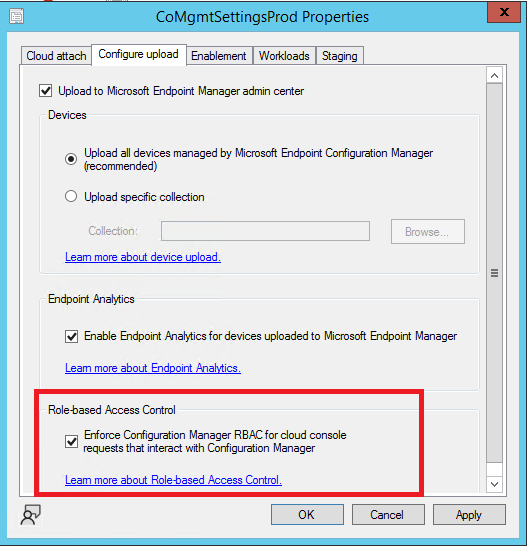 CoMgmtSettingsProd Properties
X
Cloud attach Configure upload Enablement Workloads Staging
Upload to Microsoft Endpoint Manager admin center
Devices
Upload all devices managed by Microsoft Endpoint Configuration Manager
(recommended)
Upload specific collection
Collection: Browse...
Learn more about device upload.
Endpoint Analytics
Enable Endpoint Analytics for devices uploaded to Microsoft Endpoint Manager
Learn more about Endpoint Analytics.
Role-based Access Control
Enforce Configuration Manager RBAC for cloud console
requests that interact with Configuration Manager
Learn more about Role-based Access Control.
OK Cancel Apply